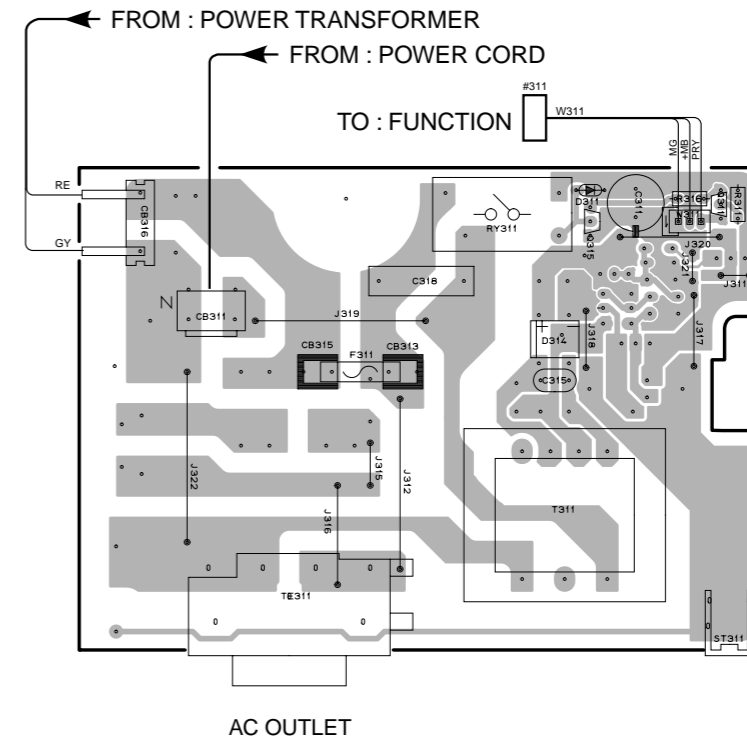 FROM : POWER TRANSFORMER
FROM : POWER CORD
#311
W311
TO : FUNCTION
MG
+MB
PRY
RE
GY
CB316
RY311
D311
C311
R316
W311
R311
Q315
J320
J321
J311
C318
N
CB311
J319
CB315
F311
CB313
D314
J318
J317
C315
J322
J315
J312
J316
T311
TE311
ST311
AC OUTLET